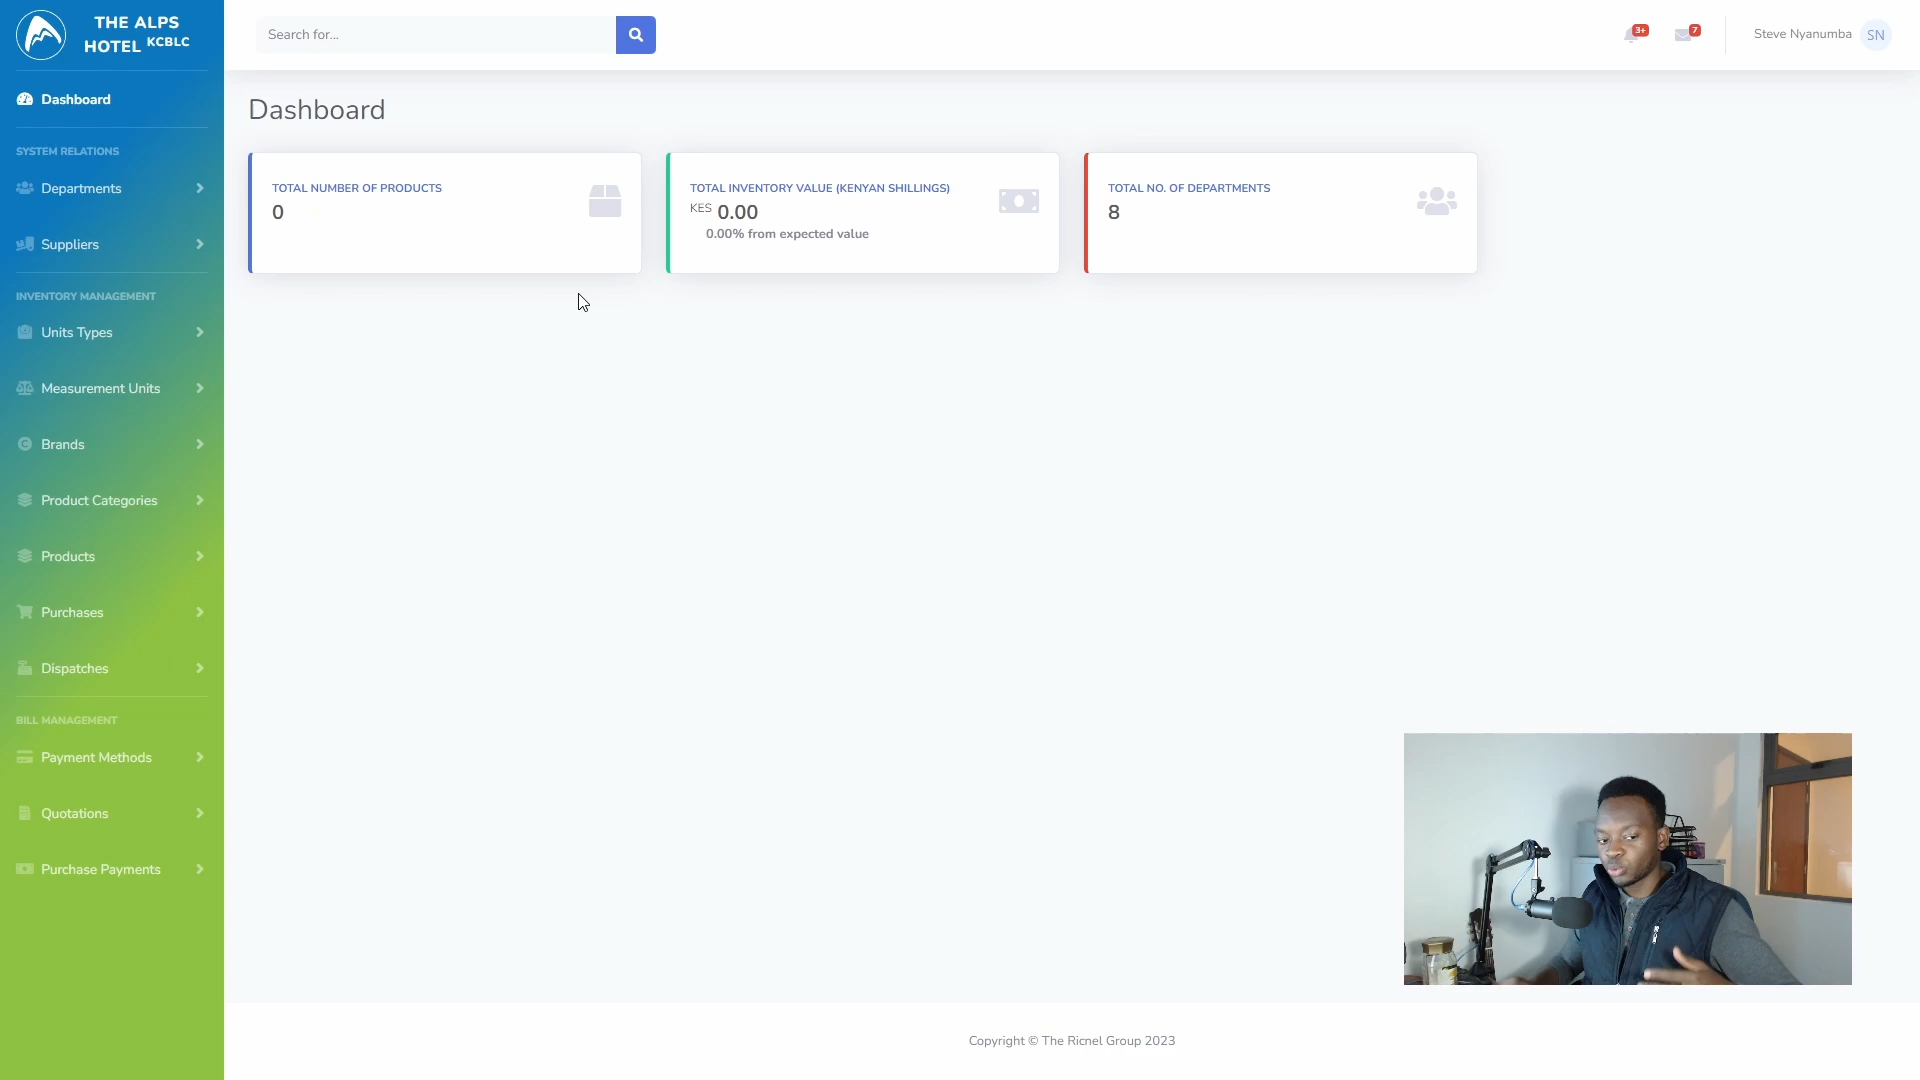 THE ALPS
HOTEL KCBLC
Search for...
3+
7
Steve Nyanumba
SN
Dashboard
SYSTEM RELATIONS
Departments
Suppliers
INVENTORY MANAGEMENT
Units Types
Measurement Units
Brands
Product Categories
Products
Purchases
Dispatches
BILL MANAGEMENT
Payment Methods
Quotations
Purchase Payments
Dashboard
TOTAL NUMBER OF PRODUCTS
0
TOTAL INVENTORY VALUE (KENYAN SHILLINGS)
KES 0.00
0.00% from expected value
TOTAL NO. OF DEPARTMENTS
8
Copyright © The Ricnel Group 2023